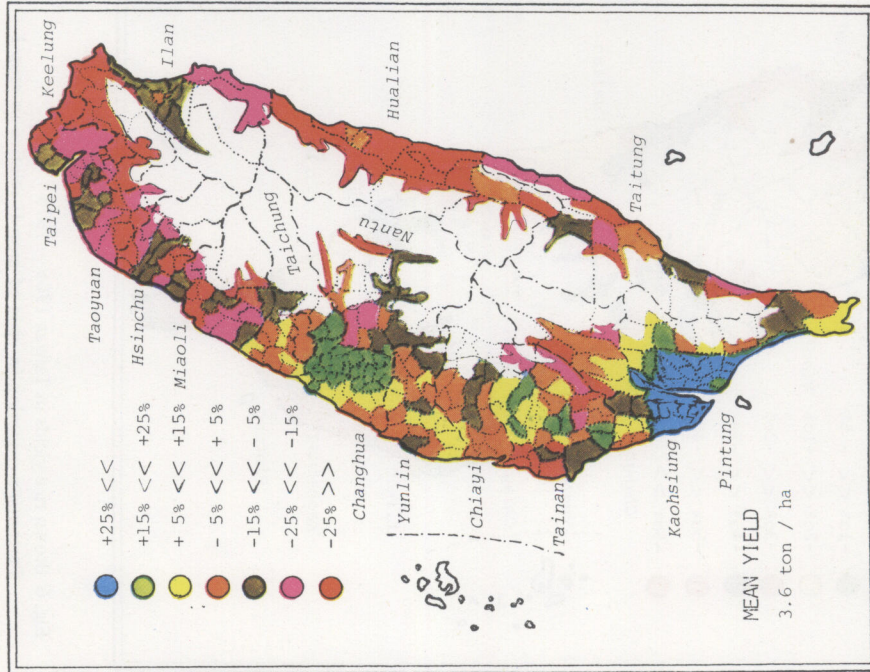 Keelung
Ilan
Taipei
Taoyuan
Hsinchu
Miaoli
Taichung
Hualian
Nantu
Changhua
Yunlin
Chiayi
Tainan
Taitung
Kaohsiung
Pintung
+25% <<
+15% << +25%
+ 5% << +15%
- 5% << + 5%
-15% << - 5%
-25% << -15%
-25% >>
MEAN YIELD
3.6 ton / ha